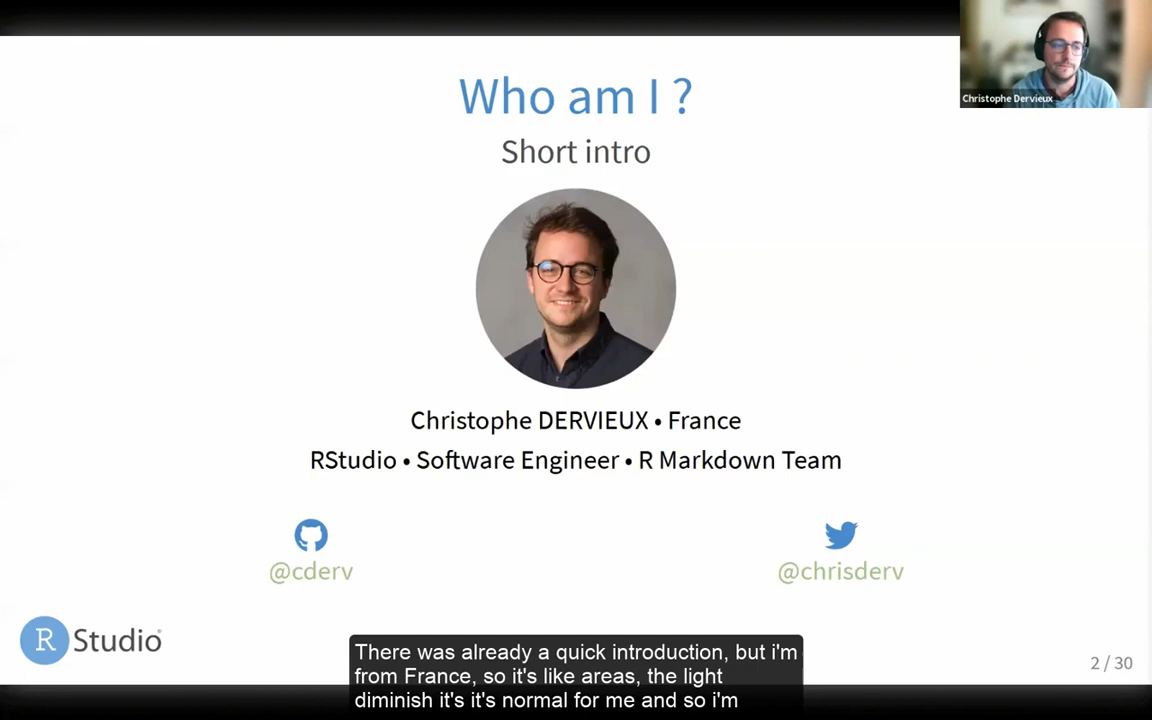 Who am I ?
Short intro
Christophe Dervieux
Christophe DERVIEUX • France
RStudio • Software Engineer • R Markdown Team
@cderv
@chrisderv
R Studio
There was already a quick introduction, but i'm
from France, so it's like areas, the light
diminish it's it's normal for me and so i'm
2 / 30